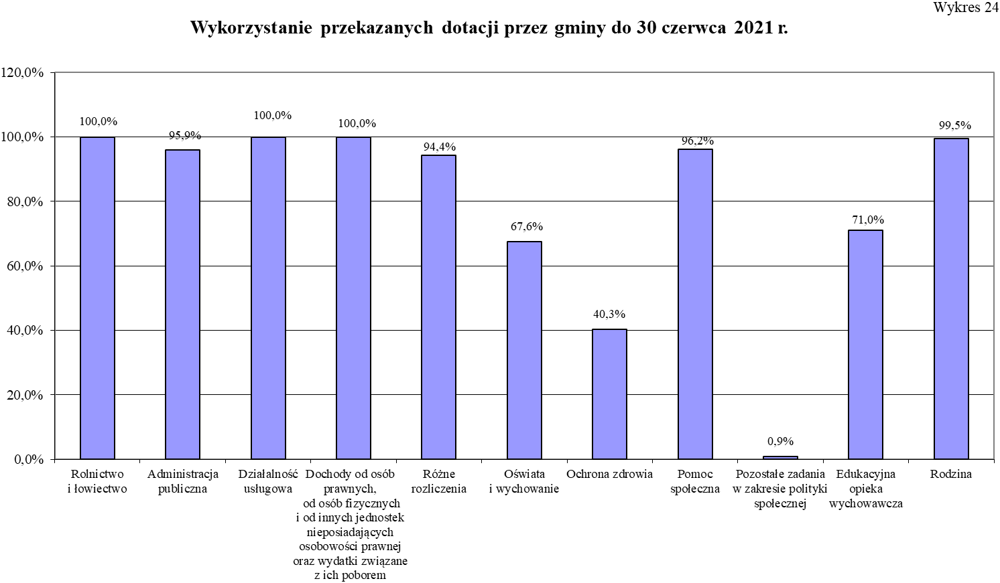 Wykres 24
Wykorzystanie przekazanych dotacji przez gminy do 30 czerwca 2021 r.
120,0%
100,0%
80,0%
60,0%
40,0%
20,0%
0,0%
100,0%
95,9%
100,0%
100,0%
94,4%
67,6%
40,3%
96,2%
0,9%
71,0%
99,5%
Rolnictwo
i łowiectwo
Administracja
publiczna
Działalność
usługowa
Dochody od osób
prawnych,
od osób fizycznych
i od innych jednostek
nieposiadających
osobowości prawnej
oraz wydatki związane
z ich poborem
Różne
rozliczenia
Oświata
i wychowanie
Ochrona zdrowia
Pomoc
społeczna
Pozostałe zadania
w zakresie polityki
społecznej
Edukacyjna
opieka
wychowawcza
Rodzina